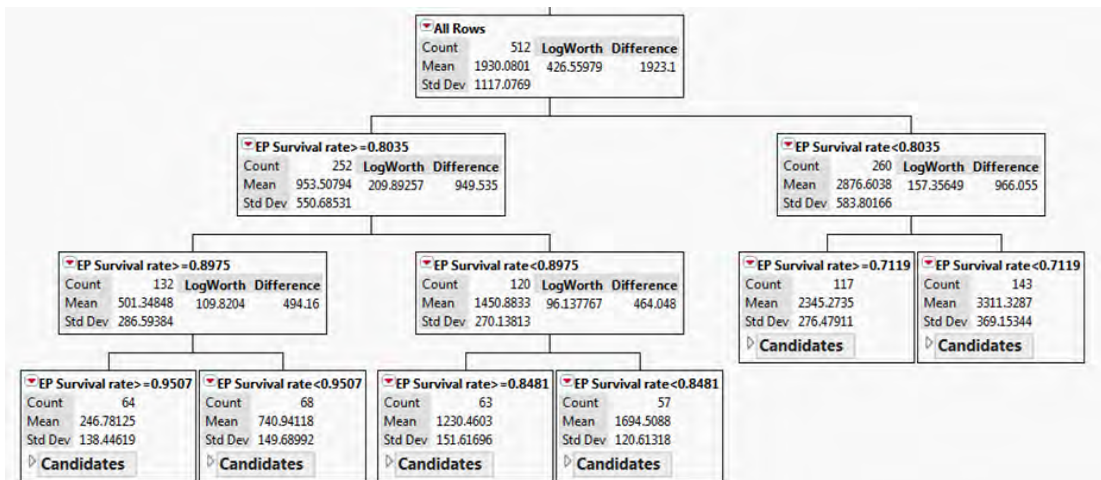 All Rows
Count 512 LogWorth Difference
Mean 1930.0801 426.55979 1923.1
Std Dev 1117.0769
EP Survival rate>=0.8035
Count 252 LogWorth Difference
Mean 953.50794 209.89257 949.535
Std Dev 550.68531
EP Survival rate<0.8035
Count 260 LogWorth Difference
Mean 2876.6038 157.35649 966.055
Std Dev 583.80166
EP Survival rate>=0.8975
Count 132 LogWorth Difference
Mean 501.34848 109.8204 494.16
Std Dev 286.59384
EP Survival rate<0.8975
Count 120 LogWorth Difference
Mean 1450.8833 96.137767 464.048
Std Dev 270.13813
EP Survival rate>=0.7119
Count 117
Mean 2345.2735
Std Dev 276.47911
Candidates
EP Survival rate<0.7119
Count 143
Mean 3311.3287
Std Dev 369.15344
Candidates
EP Survival rate>=0.9507
Count 64
Mean 246.78125
Std Dev 138.44619
Candidates
EP Survival rate<0.9507
Count 68
Mean 740.94118
Std Dev 149.68992
Candidates
EP Survival rate>=0.8481
Count 63
Mean 1230.4603
Std Dev 151.61696
Candidates
EP Survival rate<0.8481
Count 57
Mean 1694.5088
Std Dev 120.61318
Candidates